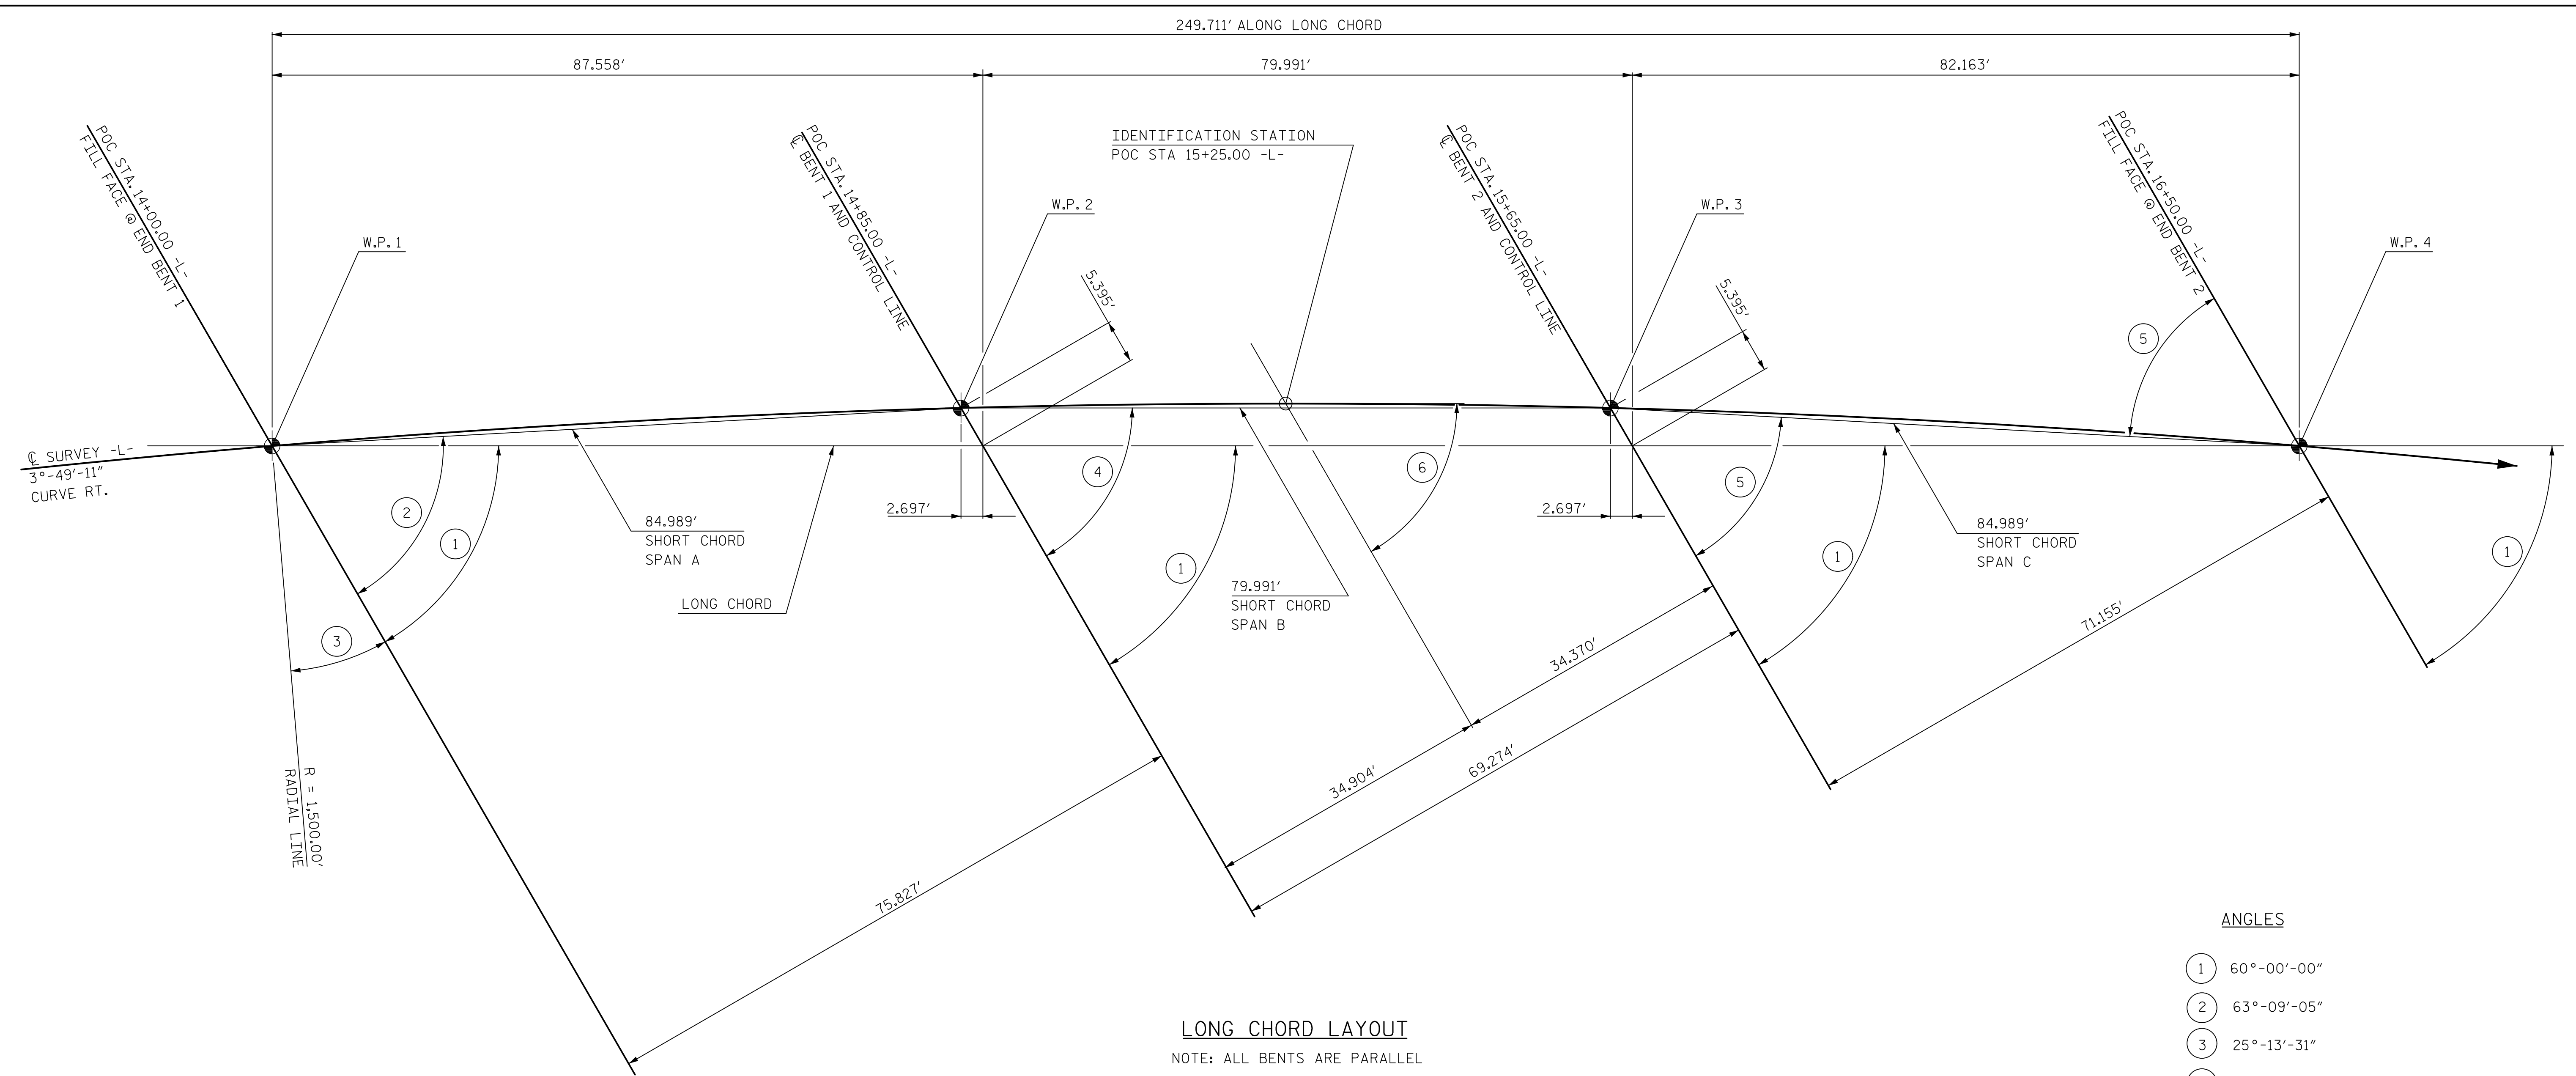 249.711' ALONG LONG CHORD
87.558'
79.991'
82.163'
POC STA. 14+00.00 -L-
FILL FACE @ END BENT 1
W.P. 1
POC STA. 14+85.00 -L-
℄ BENT 1 AND CONTROL LINE
W.P. 2
5.395'
IDENTIFICATION STATION
POC STA 15+25.00 -L-
POC STA. 15+65.00 -L-
℄ BENT 2 AND CONTROL LINE
W.P. 3
5.395'
POC STA. 16+50.00 -L-
FILL FACE @ END BENT 2
W.P. 4
5
℄ SURVEY -L-
3°-49'-11"
CURVE RT.
2
1
3
84.989'
SHORT CHORD
SPAN A
LONG CHORD
2.697'
4
1
6
79.991'
SHORT CHORD
SPAN B
2.697'
5
1
84.989'
SHORT CHORD
SPAN C
1
R = 1,500.00'
RADIAL LINE
75.827'
34.904'
34.370'
69.274'
71.155'
LONG CHORD LAYOUT
NOTE: ALL BENTS ARE PARALLEL
ANGLES
1 60°-00'-00"
2 63°-09'-05"
3 25°-13'-31"